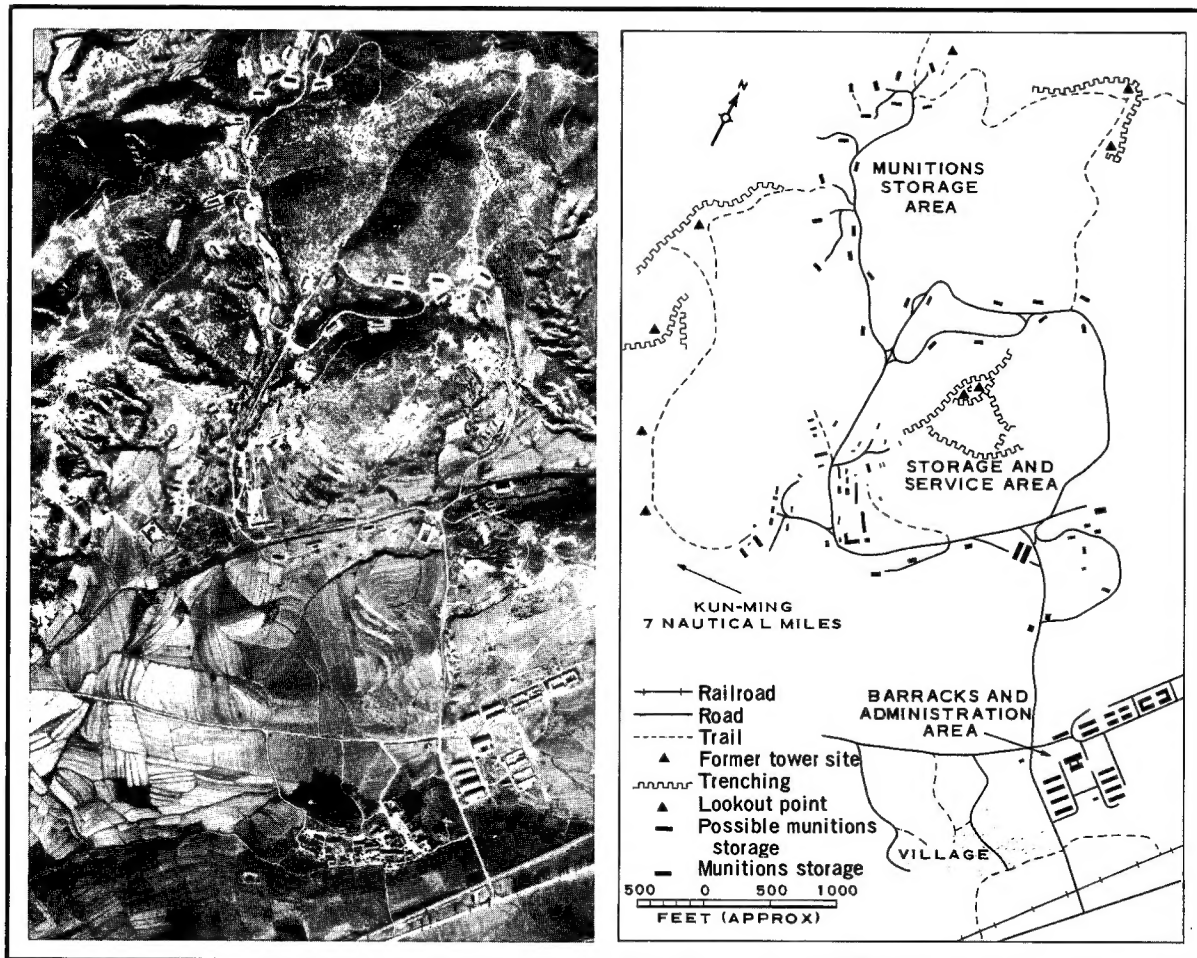 N
MUNITIONS
STORAGE
AREA
STORAGE AND
SERVICE AREA
KUN-MING
7 NAUTICAL MILES
BARRACKS AND
ADMINISTRATION
AREA
Railroad
Road
Trail
Former tower site
Trenching
Lookout point
Possible munitions
storage
Munitions storage
VILLAGE
500 0 500 1000
FEET (APPROX)